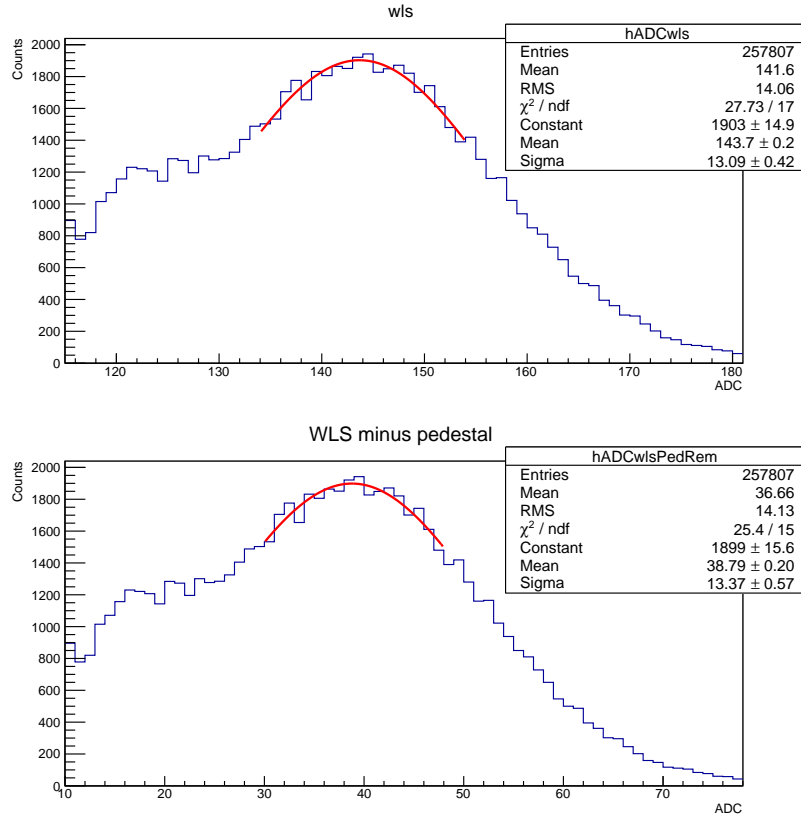 wls
Counts
hADCwls
Entries 257807
Mean 141.6
RMS 14.06
χ² / ndf 27.73 / 17
Constant 1903 ± 14.9
Mean 143.7 ± 0.2
Sigma 13.09 ± 0.42
2000
1800
1600
1400
1200
1000
800
600
400
200
0
120 130 140 150 160 170 180
ADC
WLS minus pedestal
Counts
hADCwlsPedRem
Entries 257807
Mean 36.66
RMS 14.13
χ² / ndf 25.4 / 15
Constant 1899 ± 15.6
Mean 38.79 ± 0.20
Sigma 13.37 ± 0.57
2000
1800
1600
1400
1200
1000
800
600
400
200
0
10 20 30 40 50 60 70
ADC